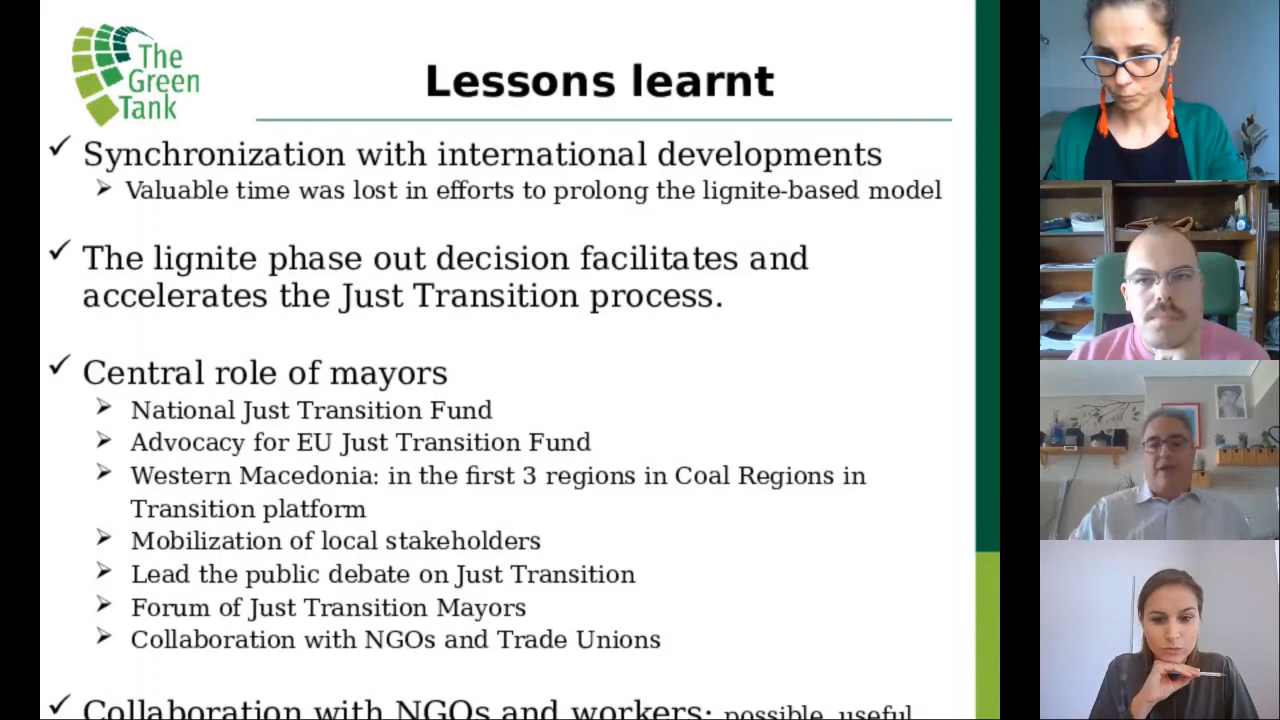 The
Green
Tank
Lessons learnt
✓ Synchronization with international developments
➢ Valuable time was lost in efforts to prolong the lignite-based model
✓ The lignite phase out decision facilitates and
accelerates the Just Transition process.
✓ Central role of mayors
➢ National Just Transition Fund
➢ Advocacy for EU Just Transition Fund
➢ Western Macedonia: in the first 3 regions in Coal Regions in
Transition platform
➢ Mobilization of local stakeholders
➢ Lead the public debate on Just Transition
➢ Forum of Just Transition Mayors
➢ Collaboration with NGOs and Trade Unions
✓ Collaboration with NGOs and workers: possible, useful